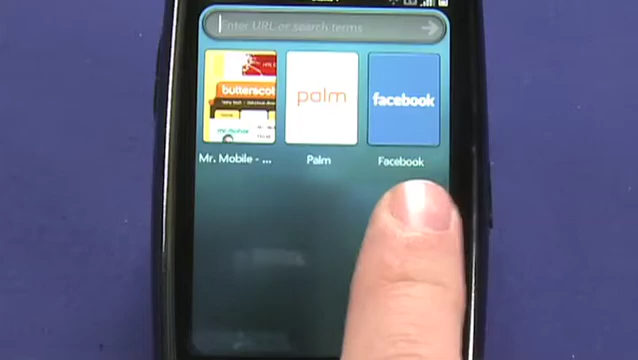 Enter URL or search terms
butterscot
palm
facebook
Mr. Mobile - ...
Palm
Facebook